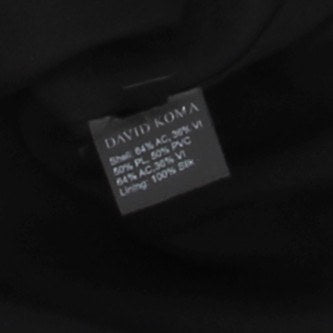 DAVID KOMA
Shell: 64% AC, 36% VI
50% PL, 50% PVC
64% AC,36% VI
Lining: 100% Silk